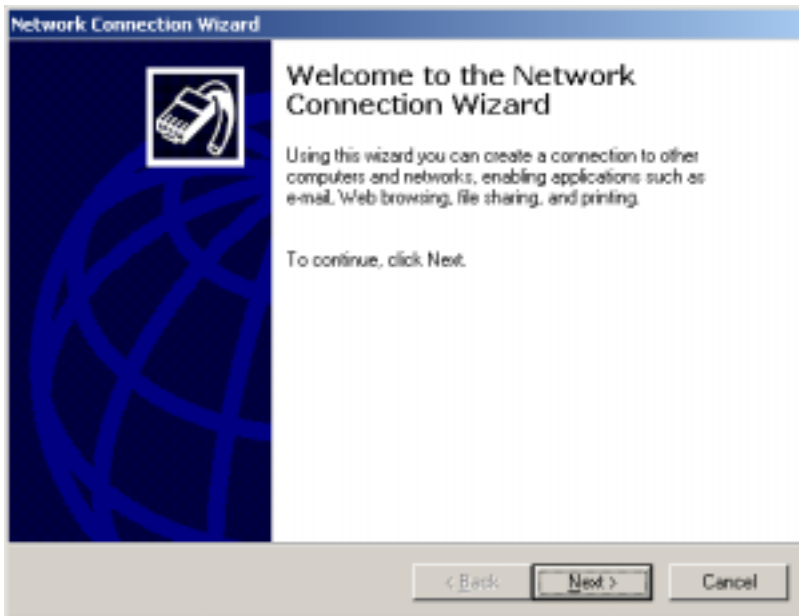 Network Connection Wizard
Welcome to the Network
Connection Wizard
Using this wizard you can create a connection to other
computers and networks, enabling applications such as
e-mail, Web browsing, file sharing, and printing.
To continue, click Next.
< Back Next > Cancel